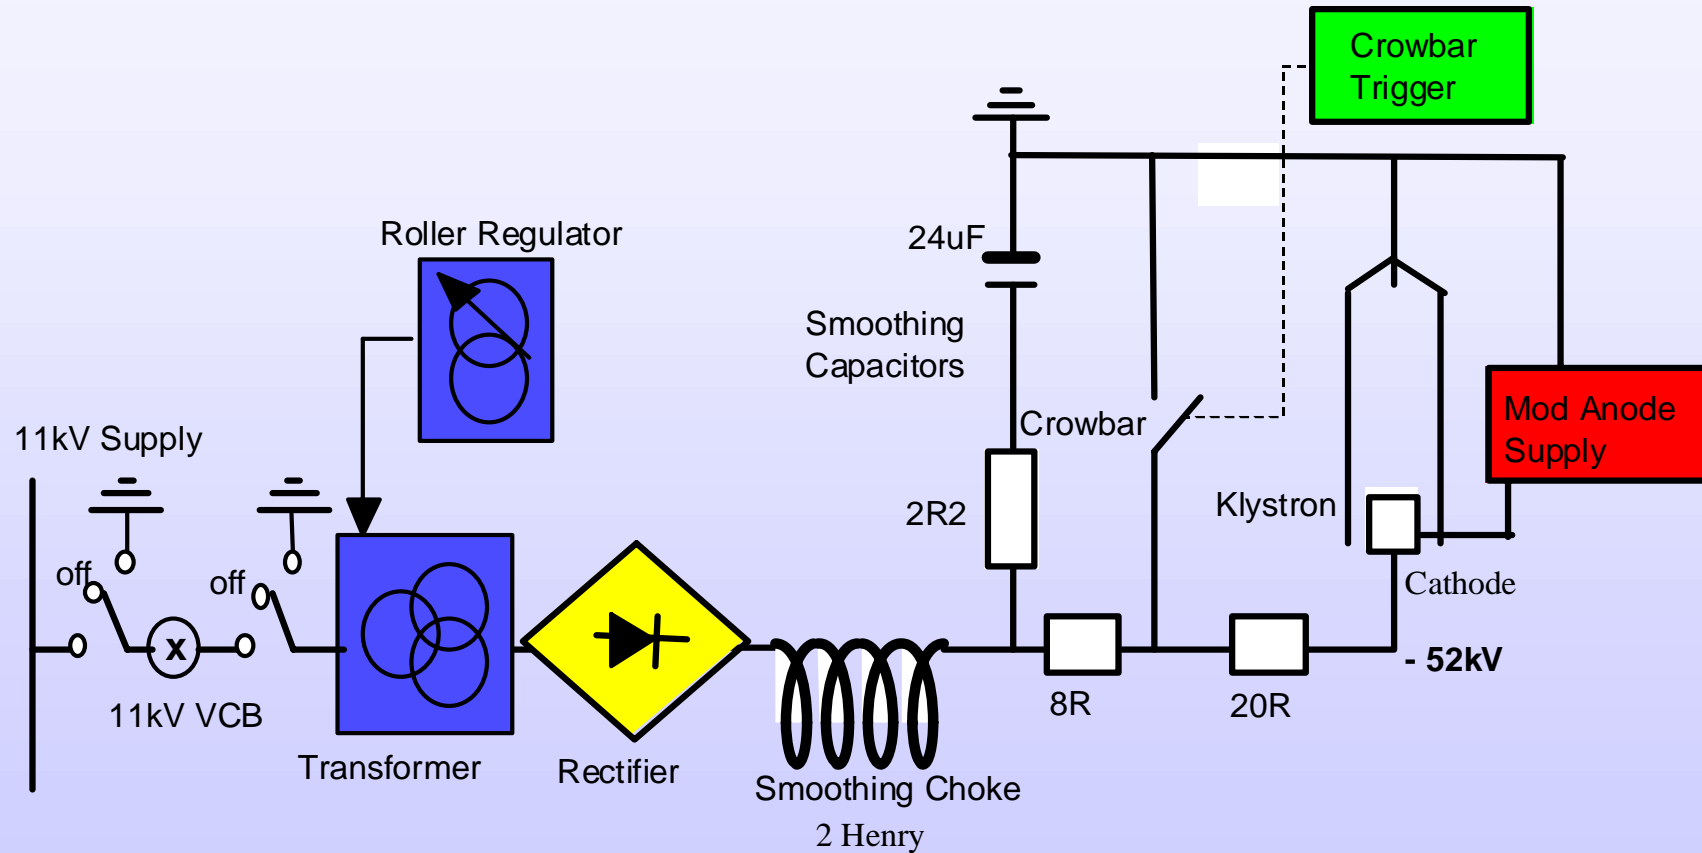 Crowbar
Trigger
Roller Regulator
24uF
Smoothing
Capacitors
Crowbar
Mod Anode
Supply
11kV Supply
2R2
Klystron
off
off
x
Cathode
- 52kV
11kV VCB
8R
20R
Transformer
Rectifier
Smoothing Choke
2 Henry